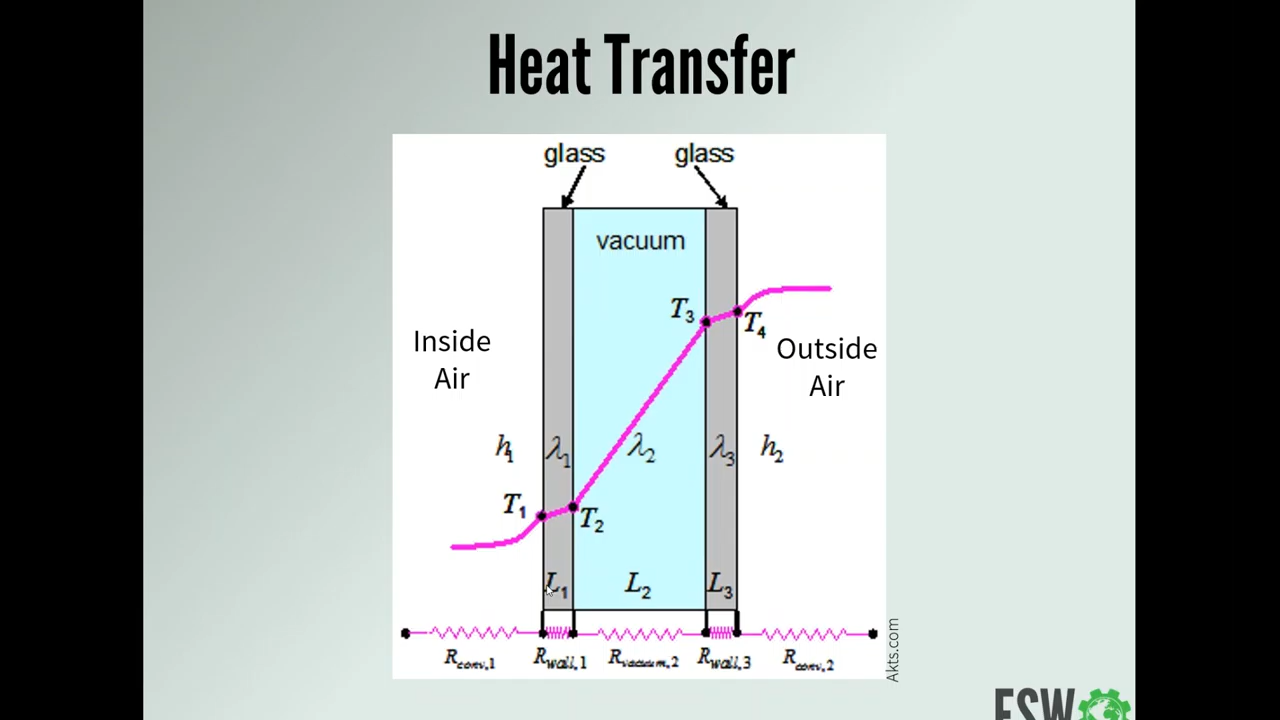 Heat Transfer
glass glass
vacuum
T3
T4
Inside
Air
Outside
Air
h1 λ1 λ2 λ3 h2
T1
T2
L1 L2 L3
Rconv,1 Rwall,1 Rvacuum,2 Rwall,3 Rconv,2
Akts.com
ESW